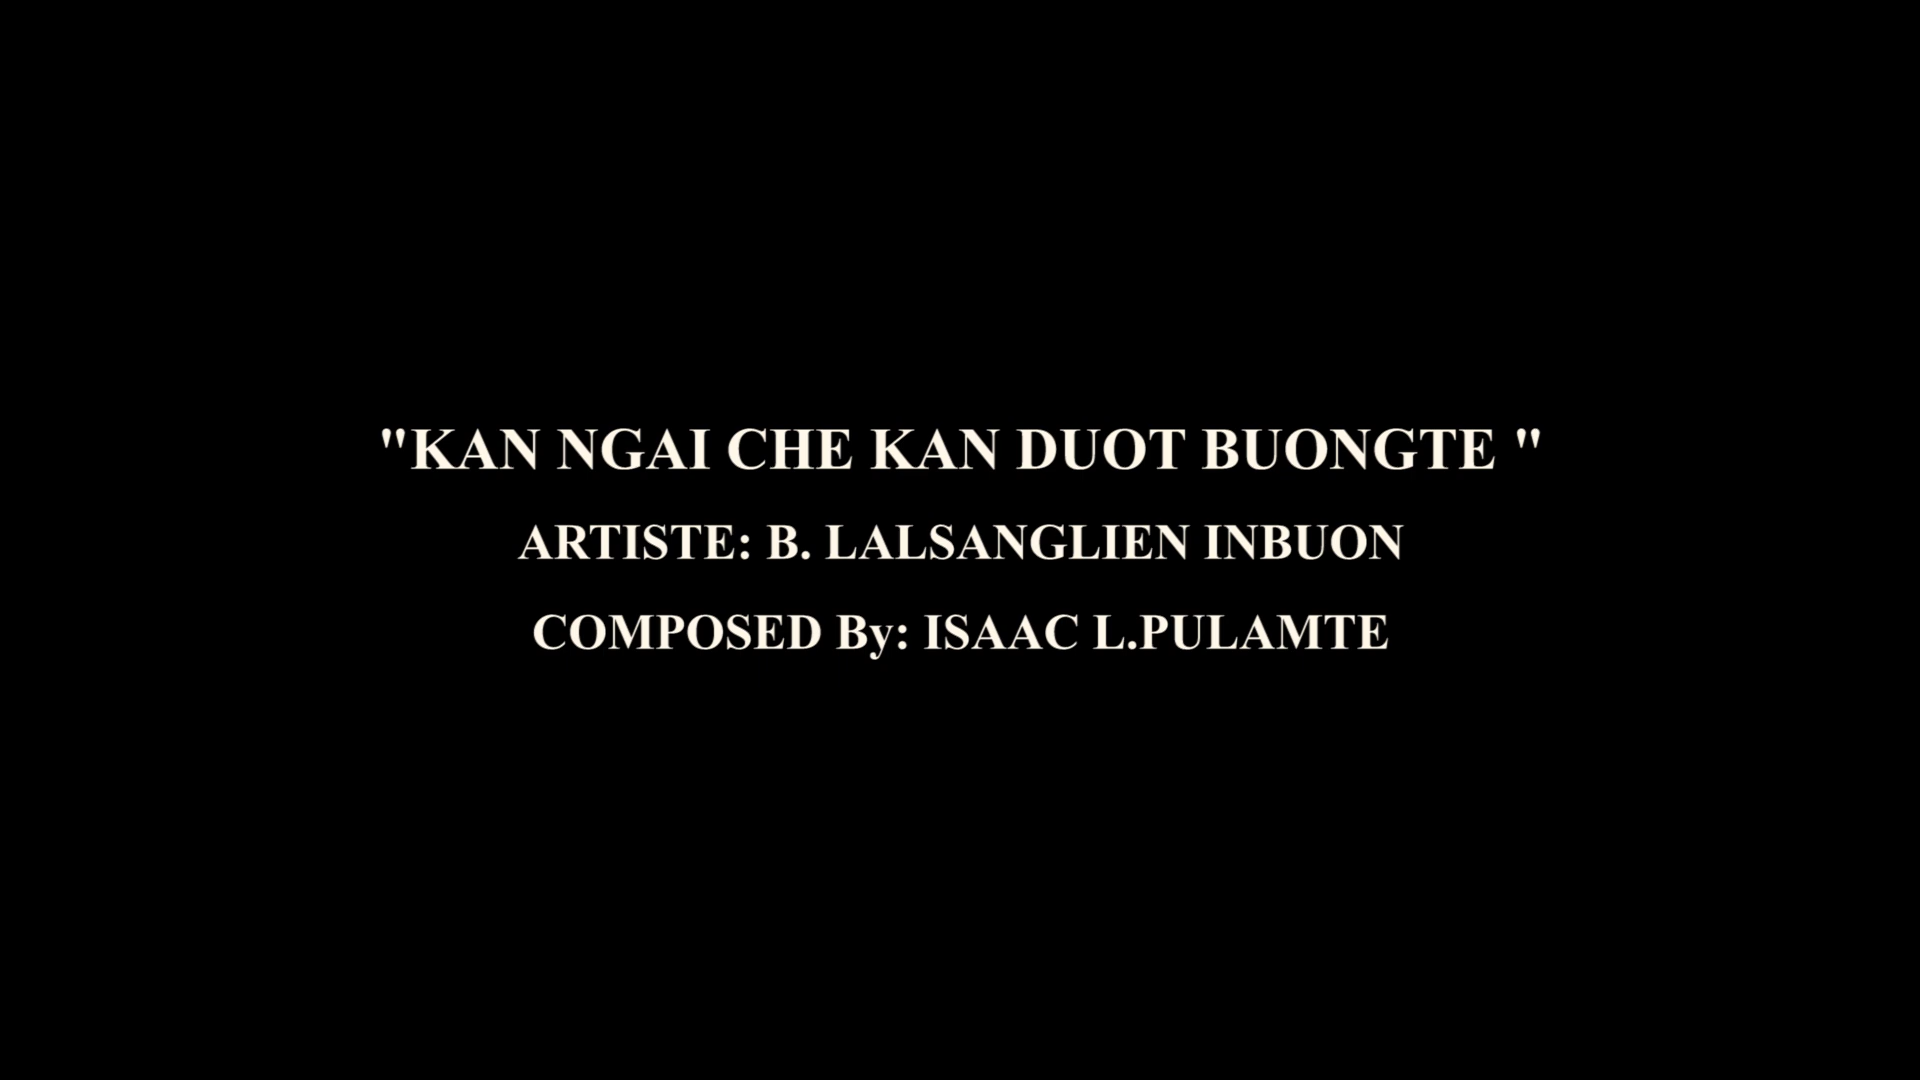 "KAN NGAI CHE KAN DUOT BUONGTE "
ARTISTE: B. LALSANGLIEN INBUON
COMPOSED By: ISAAC L.PULAMTE